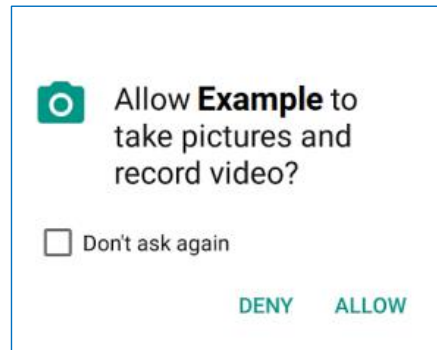 Allow Example to
take pictures and
record video?
Don't ask again
DENY ALLOW